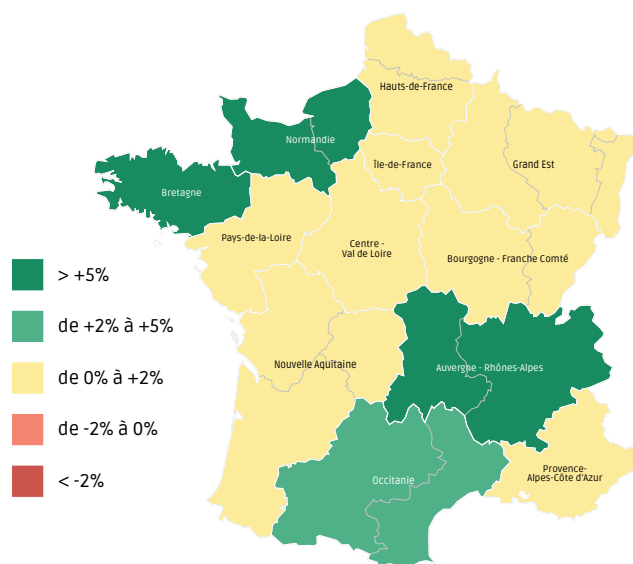 Hauts-de-France
Normandie
Île-de-France
Grand Est
Bretagne
Pays-de-la-Loire
Centre -
Val de Loire
Bourgogne - Franche Comté
> +5%
de +2% à +5%
de 0% à +2%
de -2% à 0%
< -2%
Nouvelle Aquitaine
Auvergne - Rhônes-Alpes
Occitanie
Provence-
Alpes-Côte d'Azur